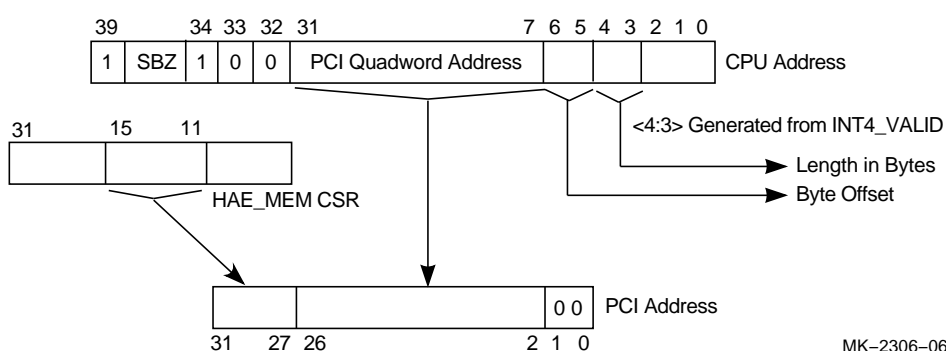 39 34 33 32 31 7 6 5 4 3 2 1 0
1 SBZ 1 0 0 PCI Quadword Address CPU Address
<4:3> Generated from INT4_VALID
31 15 11
Length in Bytes
Byte Offset
HAE_MEM CSR
0 0 PCI Address
31 27 26 2 1 0
MK–2306–06